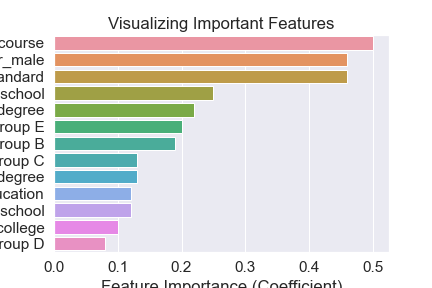 Visualizing Important Features
course
r_male
andard
school
degree
roup E
roup B
roup C
degree
ucation
school
college
roup D
0.0 0.1 0.2 0.3 0.4 0.5
Feature Importance (Coefficient)